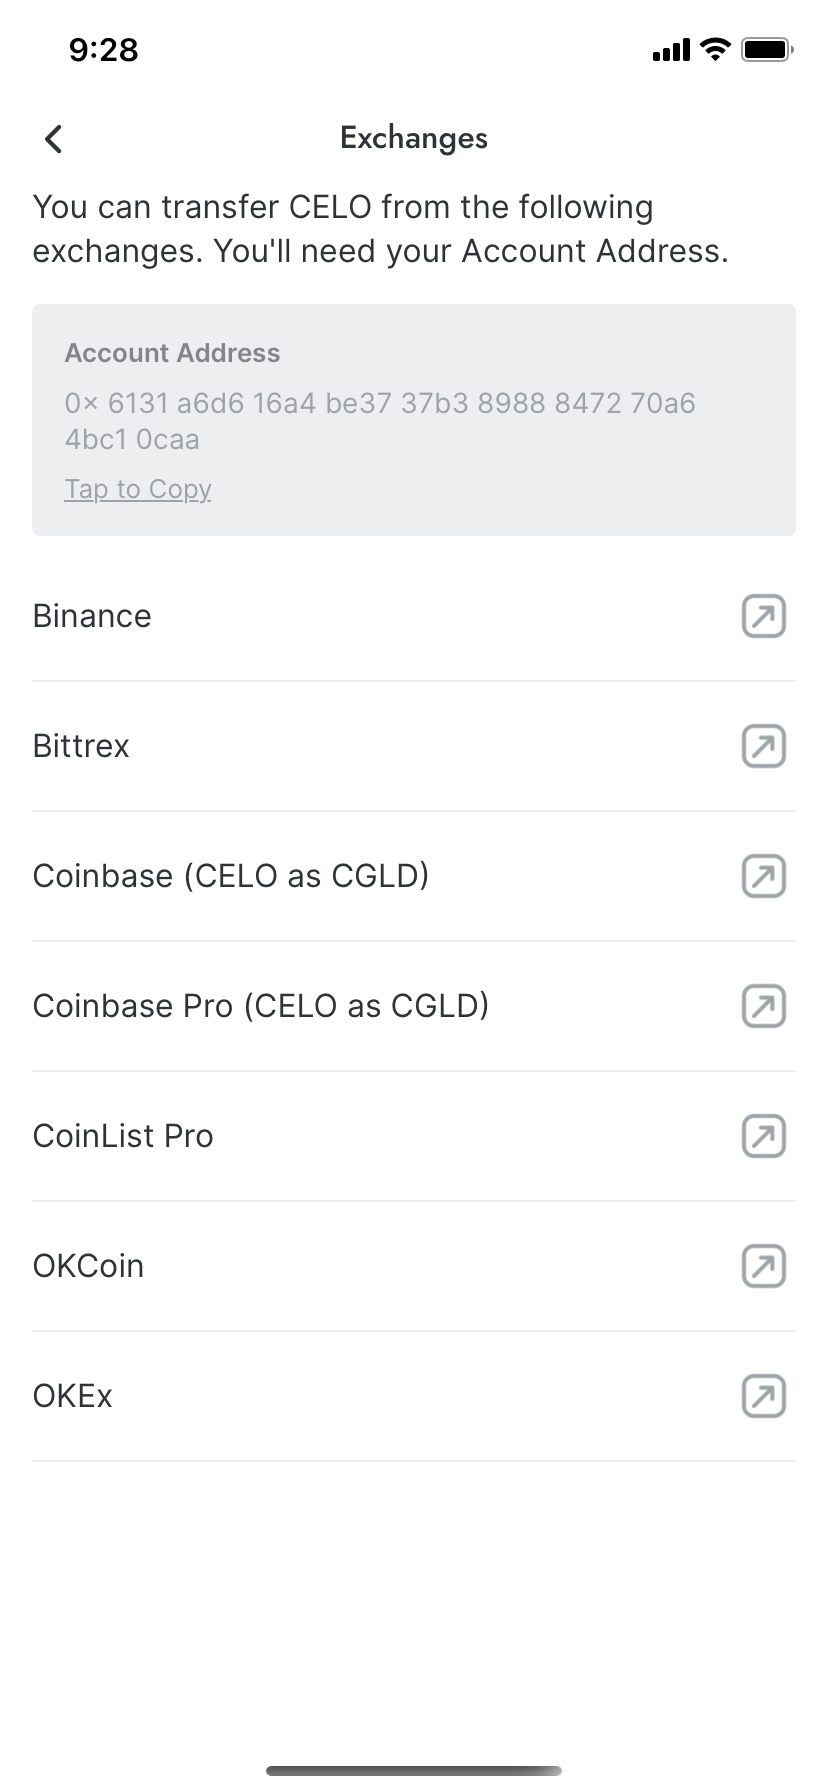 9:28
Exchanges
You can transfer CELO from the following
exchanges. You'll need your Account Address.
Account Address
0× 6131 a6d6 16a4 be37 37b3 8988 8472 70a6
4bc1 0caa
Tap to Copy
Binance
Bittrex
Coinbase (CELO as CGLD)
Coinbase Pro (CELO as CGLD)
CoinList Pro
OKCoin
OKEx